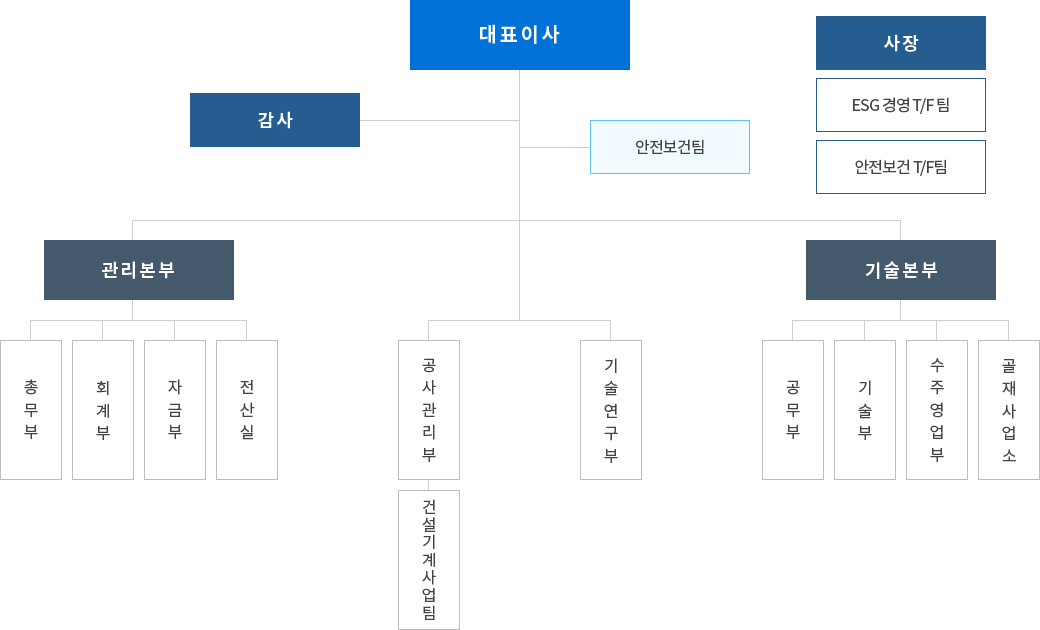 대표이사
사장
감사
ESG 경영 T/F 팀
안전보건팀
안전보건 T/F팀
관리본부
기술본부
총무부
회계부
자금부
전산실
공사관리부
기술연구부
공무부
기술부
수주영업부
골재사업소
건설기계사업팀